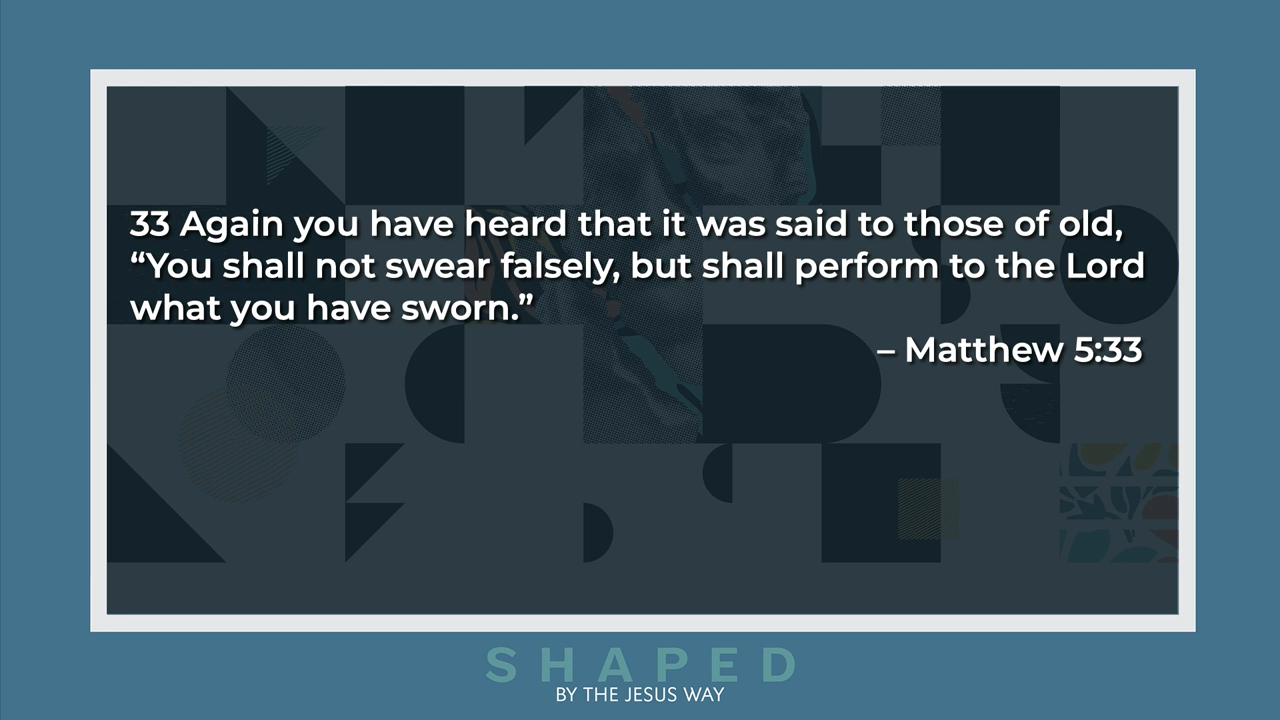 33 Again you have heard that it was said to those of old,
“You shall not swear falsely, but shall perform to the Lord
what you have sworn.”
– Matthew 5:33
SHAPED
BY THE JESUS WAY